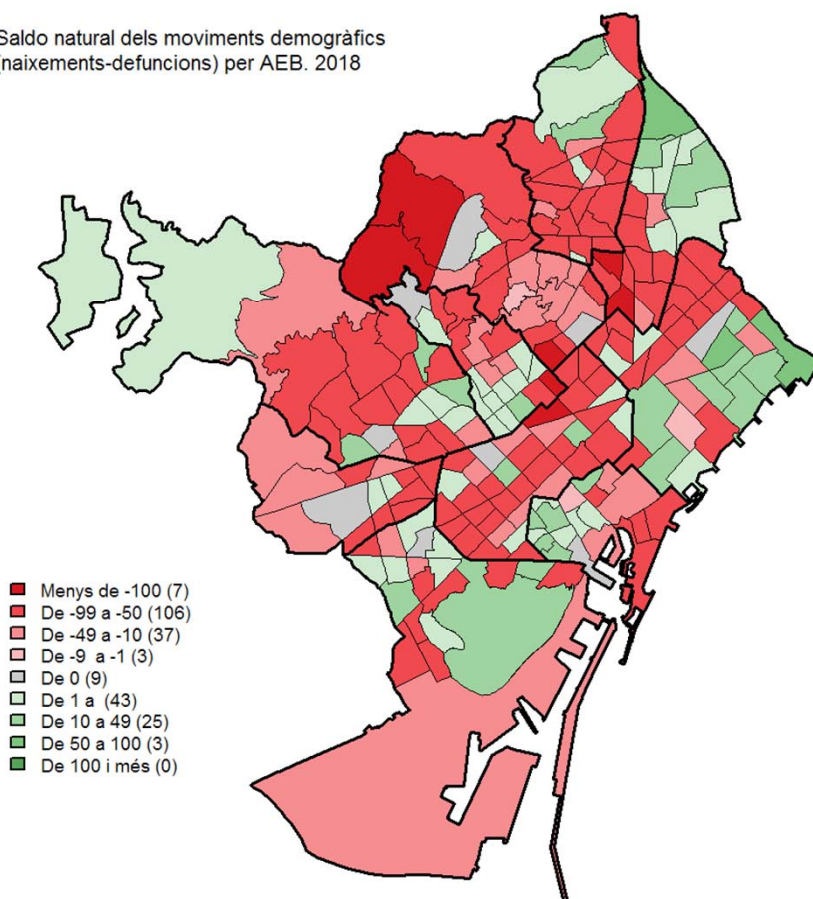 Saldo natural dels moviments demogràfics
(naixements-defuncions) per AEB. 2018
Menys de -100 (7)
De -99 a -50 (106)
De -49 a -10 (37)
De -9 a -1 (3)
De 0 (9)
De 1 a (43)
De 10 a 49 (25)
De 50 a 100 (3)
De 100 i més (0)